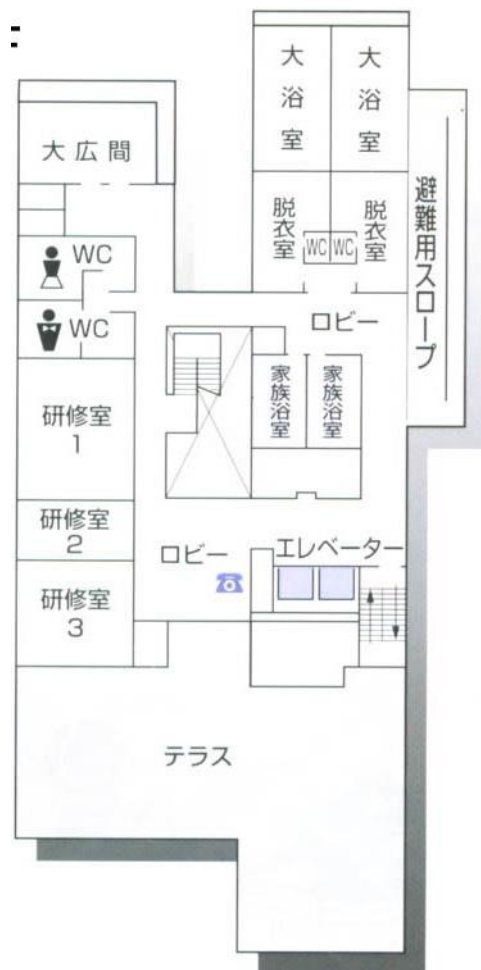 大浴室
大浴室
大広間
脱衣室
脱衣室
避難用スロープ
WC
WC
WC
WC
ロビー
家族浴室
家族浴室
研修室
1
研修室
2
ロビー
エレベーター
研修室
3
テラス